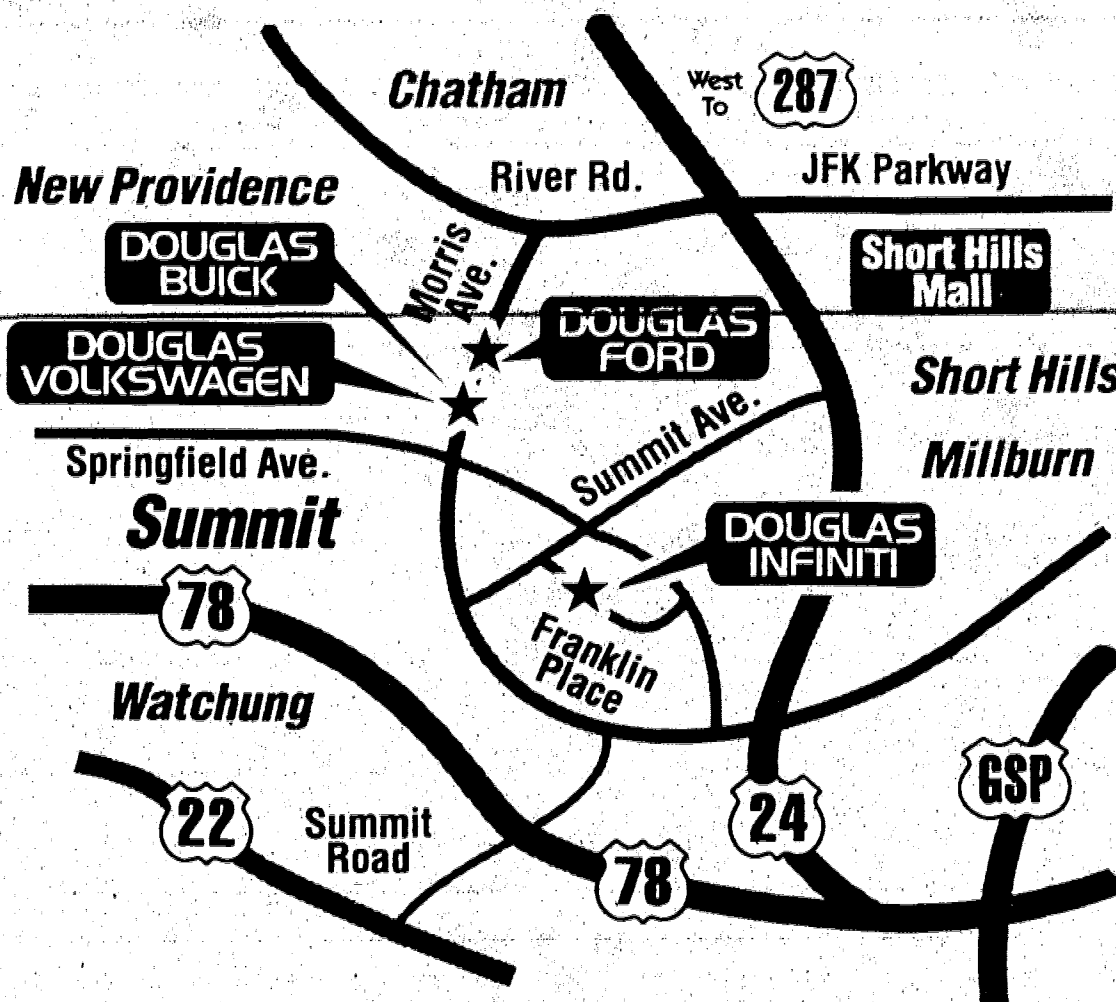 Chatham
West
To
287
River Rd.
JFK Parkway
New Providence
DOUGLAS
BUICK
Morris
Ave.
Short Hills
Mall
DOUGLAS
FORD
DOUGLAS
VOLKSWAGEN
Short Hills
Summit Ave.
Springfield Ave.
Millburn
Summit
DOUGLAS
INFINITI
78
Franklin
Place
Watchung
GSP
22
Summit
Road
24
78